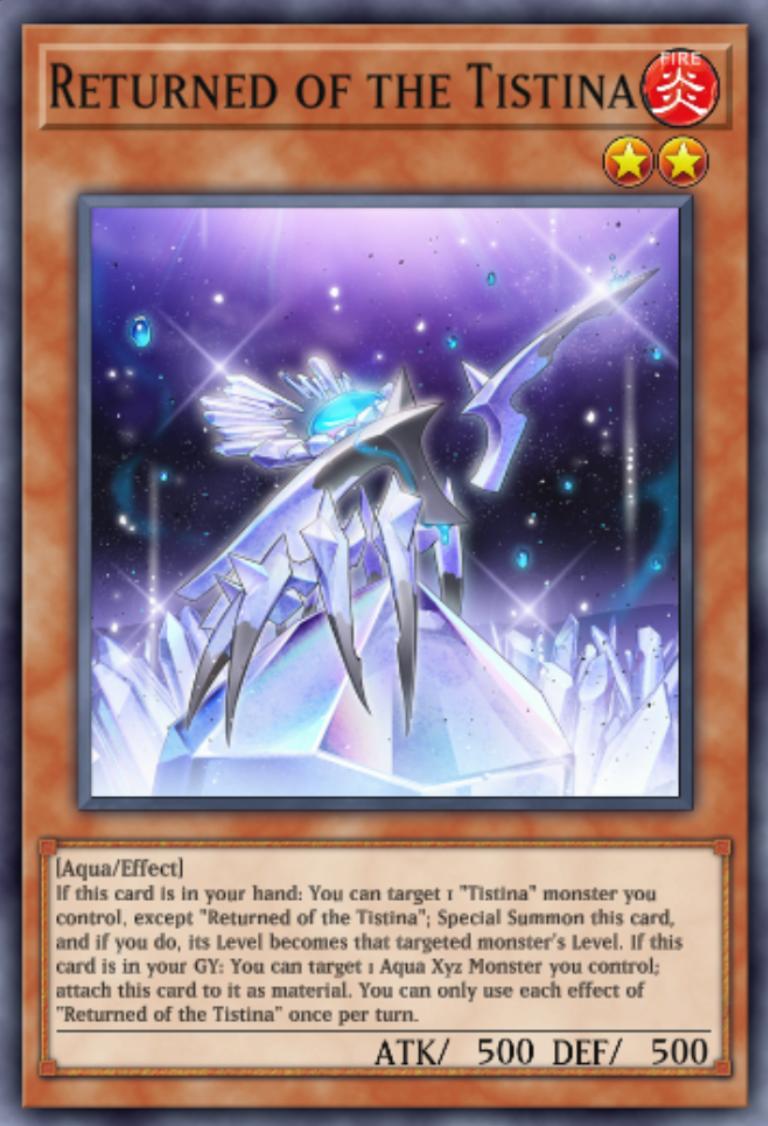 Returned of the Tistina
FIRE
炎
[Aqua/Effect]
If this card is in your hand: You can target 1 "Tistina" monster you
control, except "Returned of the Tistina"; Special Summon this card,
and if you do, its Level becomes that targeted monster's Level. If this
card is in your GY: You can target 1 Aqua Xyz Monster you control;
attach this card to it as material. You can only use each effect of
"Returned of the Tistina" once per turn.
ATK/ 500 DEF/ 500